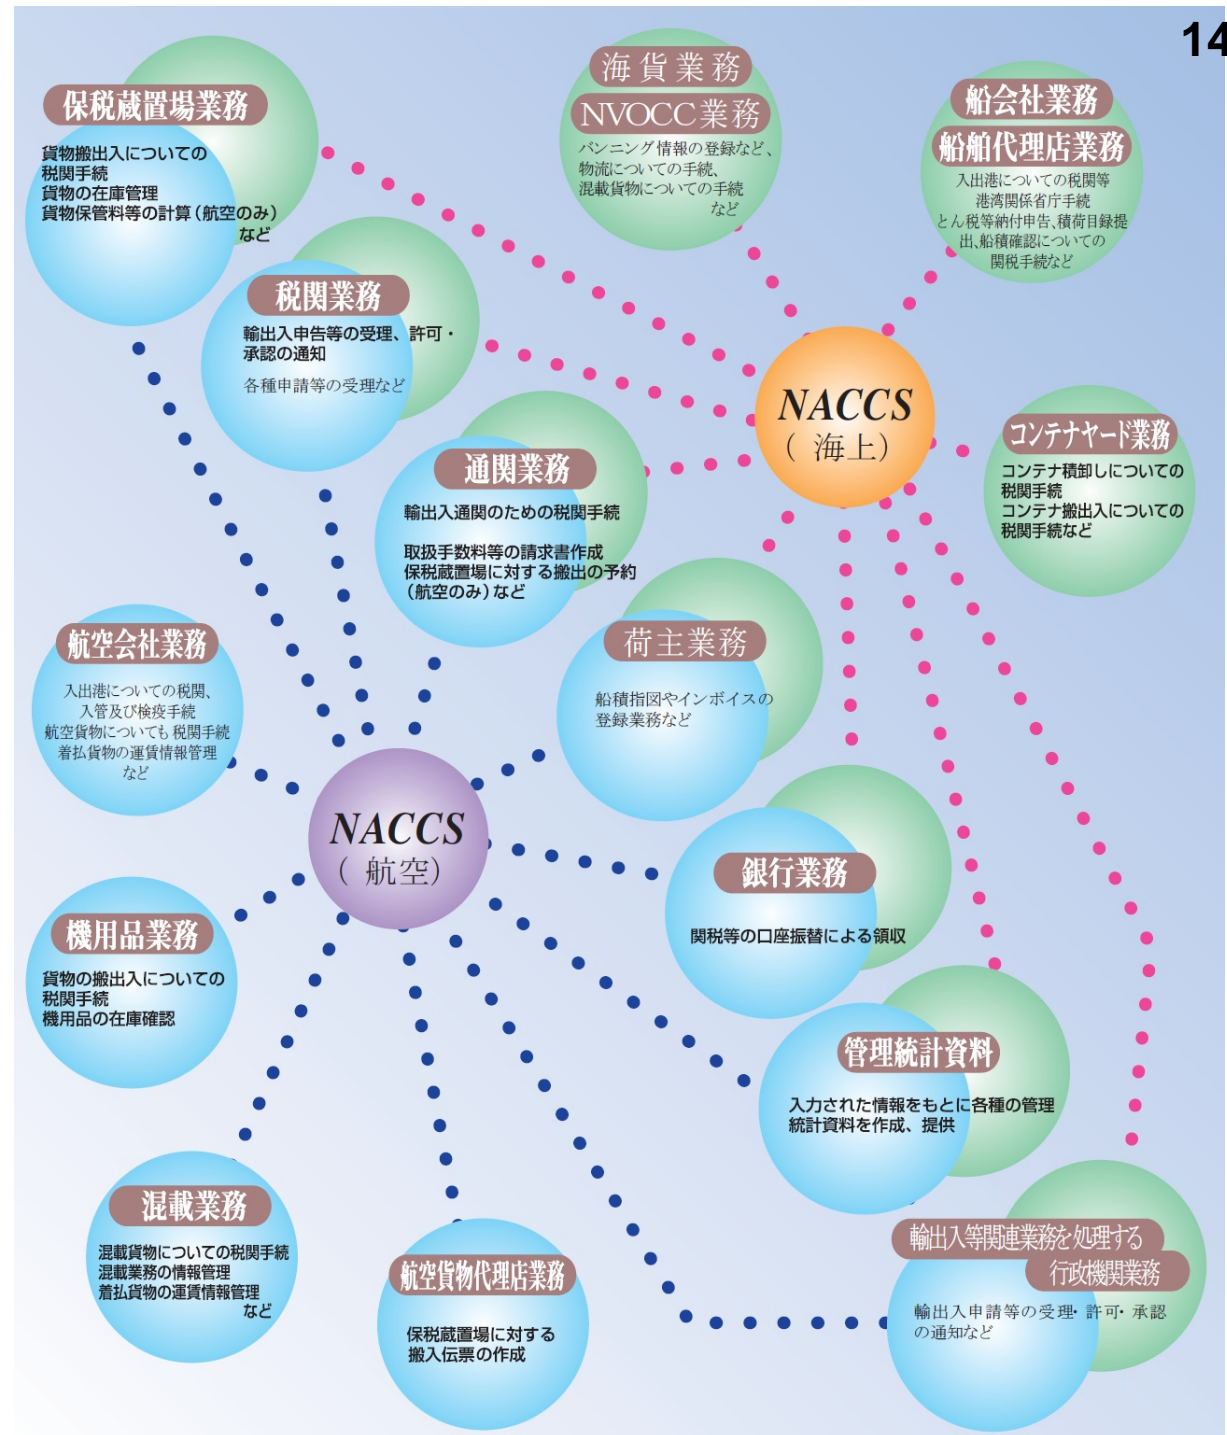 14
保税蔵置場業務
貨物搬出入についての
税関手続
貨物の在庫管理
貨物保管料等の計算(航空のみ)
など
海貨業務
NVOCC業務
バンニング情報の登録など、
物流についての手続、
混載貨物についての手続
など
船会社業務
船舶代理店業務
入出港についての税関等
港湾関係省庁手続
とん税等納付申告、積荷目録提
出、船積確認についての
関税手続など
税関業務
輸出入申告等の受理、許可・
承認の通知
各種申請等の受理など
NACCS
(海上)
コンテナヤード業務
コンテナ積卸しについての
税関手続
コンテナ搬出入についての
税関手続など
通関業務
輸出入通関のための税関手続
取扱手数料等の請求書作成
保税蔵置場に対する搬出の予約
(航空のみ)など
航空会社業務
入出港についての税関、
入管及び検疫手続
航空貨物についても税関手続
着払貨物の運賃情報管理
など
荷主業務
船積指図やインボイスの
登録業務など
NACCS
(航空)
銀行業務
関税等の口座振替による領収
機用品業務
貨物の搬出入についての
税関手続
機用品の在庫確認
管理統計資料
入力された情報をもとに各種の管理
統計資料を作成、提供
混載業務
混載貨物についての税関手続
混載業務の情報管理
着払貨物の運賃情報管理
など
航空貨物代理店業務
保税蔵置場に対する
搬入伝票の作成
輸出入等関連業務を処理する
行政機関業務
輸出入申請等の受理・許可・承認
の通知など